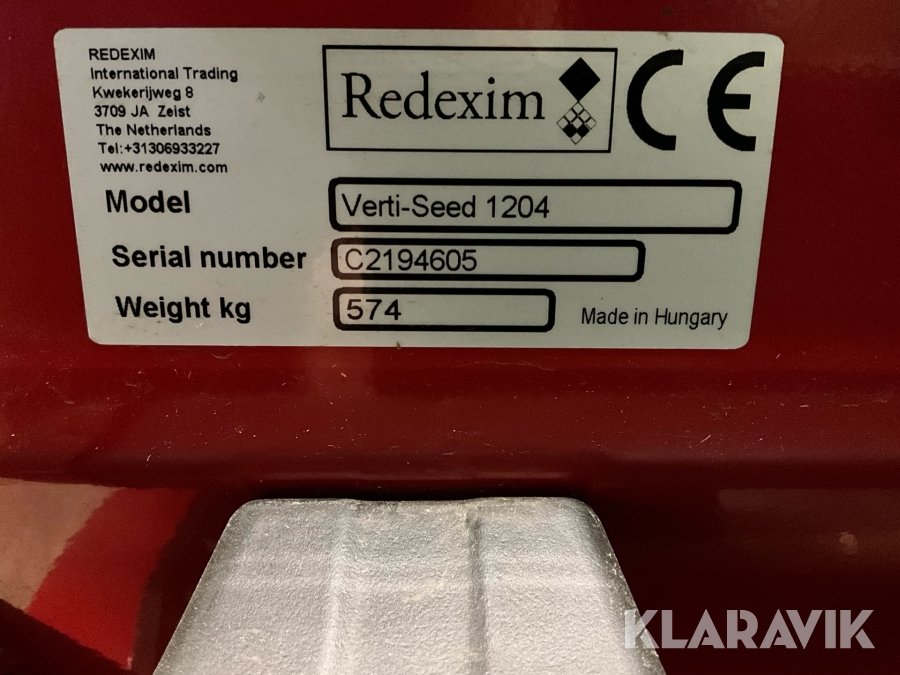 REDEXIM
International Trading
Kwekerijweg 8
3709 JA Zeist
The Netherlands
Tel:+31306933227
www.redexim.com
Redexim
CE
Model Verti-Seed 1204
Serial number C2194605
Weight kg 574
Made in Hungary
KLARAVIK